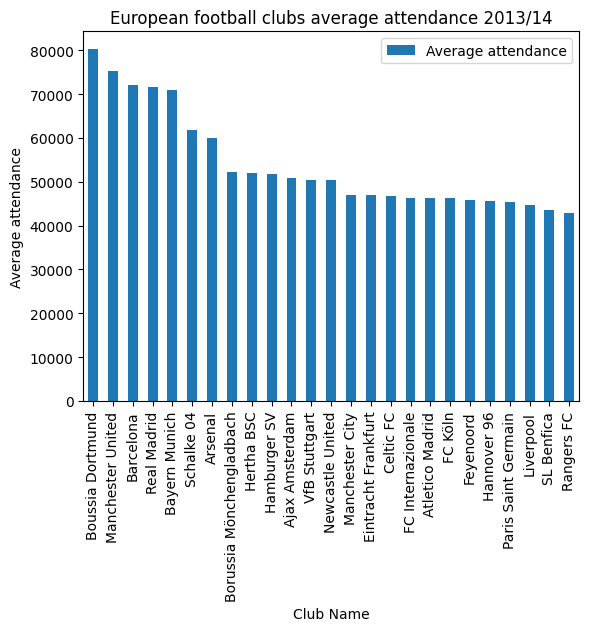 European football clubs average attendance 2013/14
Average attendance
80000
70000
60000
50000
40000
30000
20000
10000
0
Average attendance
Boussia Dortmund
Manchester United
Barcelona
Real Madrid
Bayern Munich
Schalke 04
Arsenal
Borussia Mönchengladbach
Hertha BSC
Hamburger SV
Ajax Amsterdam
VfB Stuttgart
Newcastle United
Manchester City
Eintracht Frankfurt
Celtic FC
FC Internazionale
Atletico Madrid
FC Köln
Feyenoord
Hannover 96
Paris Saint Germain
Liverpool
SL Benfica
Rangers FC
Club Name